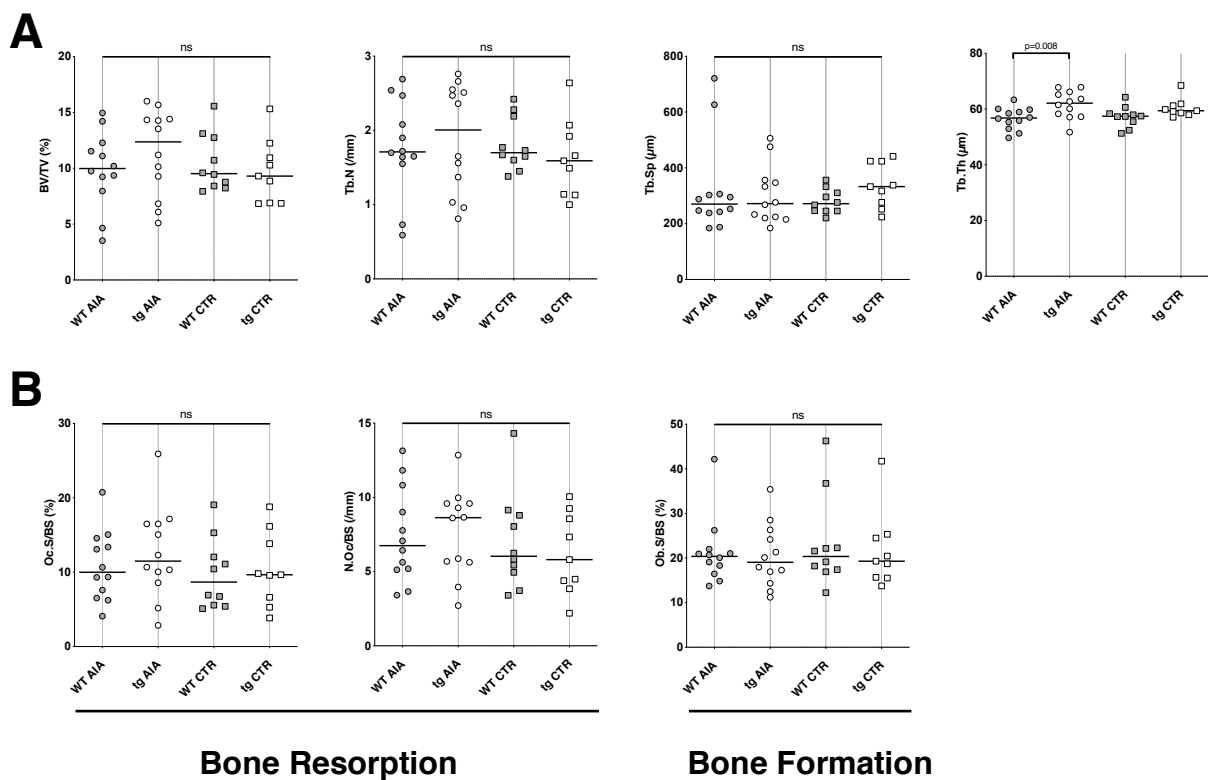 A
ns
BV/TV (%)
20
15
10
5
0
WT AIA
tg AIA
WT CTR
tg CTR
ns
Tb.N (/mm)
3
2
1
0
WT AIA
tg AIA
WT CTR
tg CTR
ns
Tb.Sp (µm)
800
600
400
200
0
WT AIA
tg AIA
WT CTR
tg CTR
p=0.008
Tb.Th (µm)
80
60
40
20
0
WT AIA
tg AIA
WT CTR
tg CTR
B
ns
Oc.S/BS (%)
30
20
10
0
WT AIA
tg AIA
WT CTR
tg CTR
ns
N.Oc/BS (/mm)
15
10
5
0
WT AIA
tg AIA
WT CTR
tg CTR
ns
Ob.S/BS (%)
50
40
30
20
10
0
WT AIA
tg AIA
WT CTR
tg CTR
Bone Resorption
Bone Formation